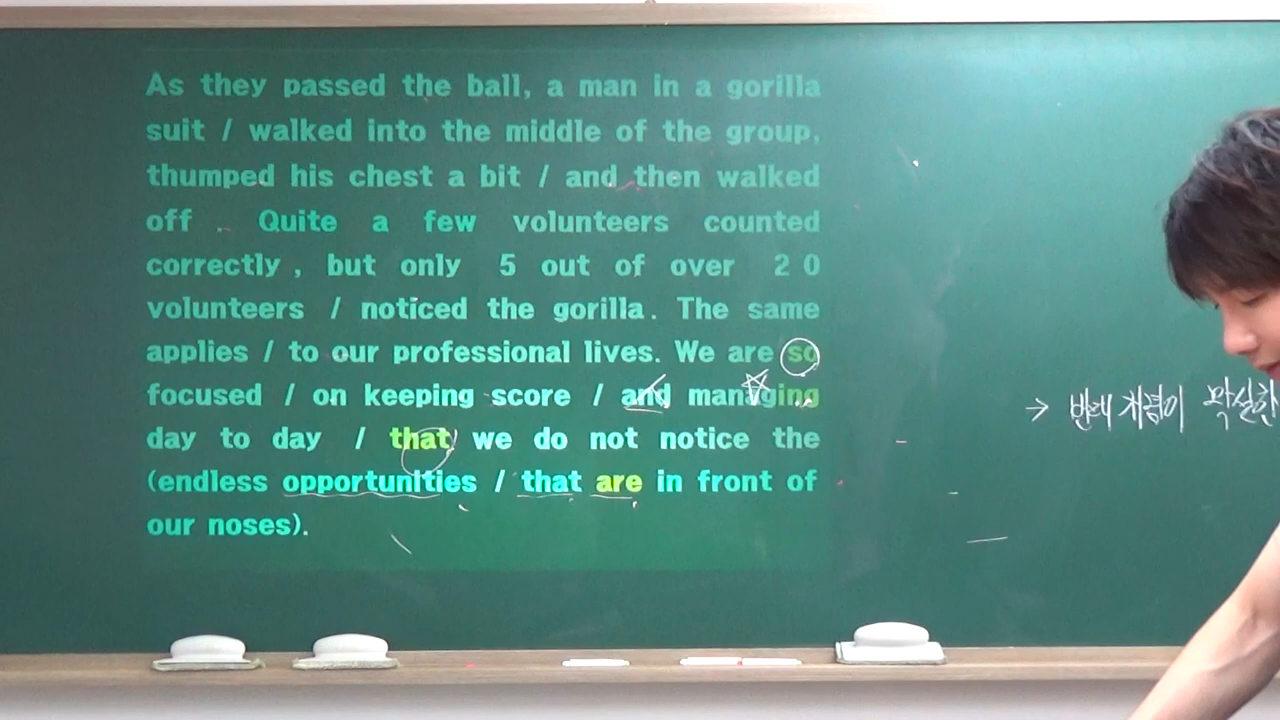 As they passed the ball, a man in a gorilla
suit / walked into the middle of the group,
thumped his chest a bit / and then walked
off . Quite a few volunteers counted
correctly , but only 5 out of over 2 0
volunteers / noticed the gorilla. The same
applies / to our professional lives. We are so
focused / on keeping score / and managing
day to day / that we do not notice the
(endless opportunities / that are in front of
our noses).
→ 반대 개념이 확실한